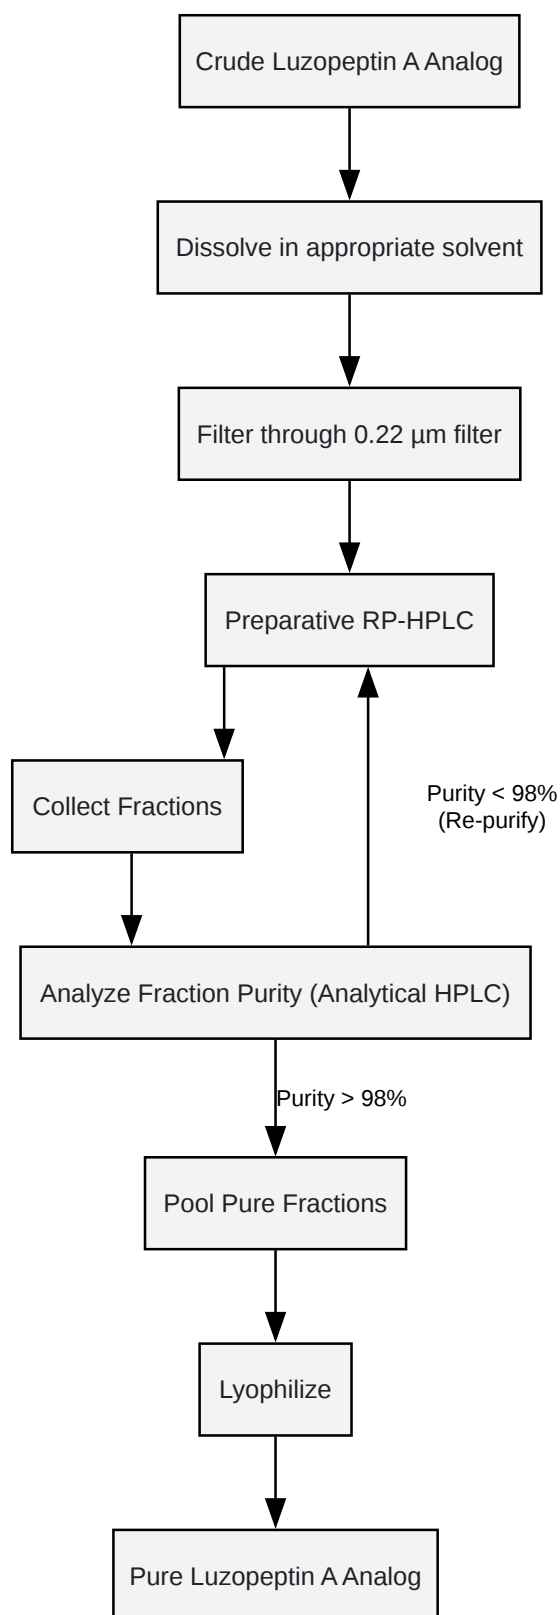 Crude Luzopeptin A Analog
Dissolve in appropriate solvent
Filter through 0.22 µm filter
Preparative RP-HPLC
Collect Fractions
Purity < 98%
(Re-purify)
Analyze Fraction Purity (Analytical HPLC)
Purity > 98%
Pool Pure Fractions
Lyophilize
Pure Luzopeptin A Analog